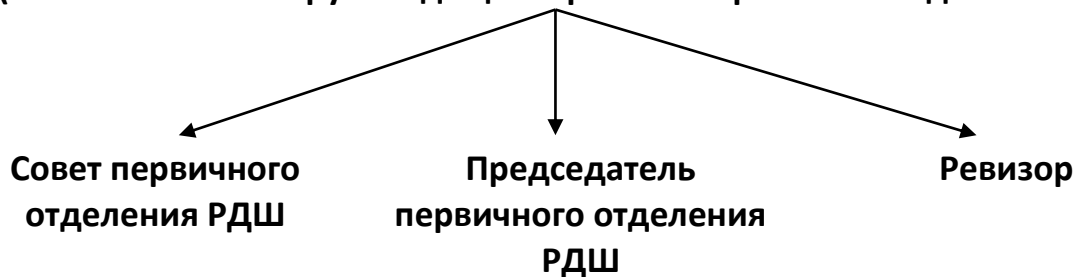 Совет первичного
отделения РДШ
Председатель
первичного отделения
РДШ
Ревизор